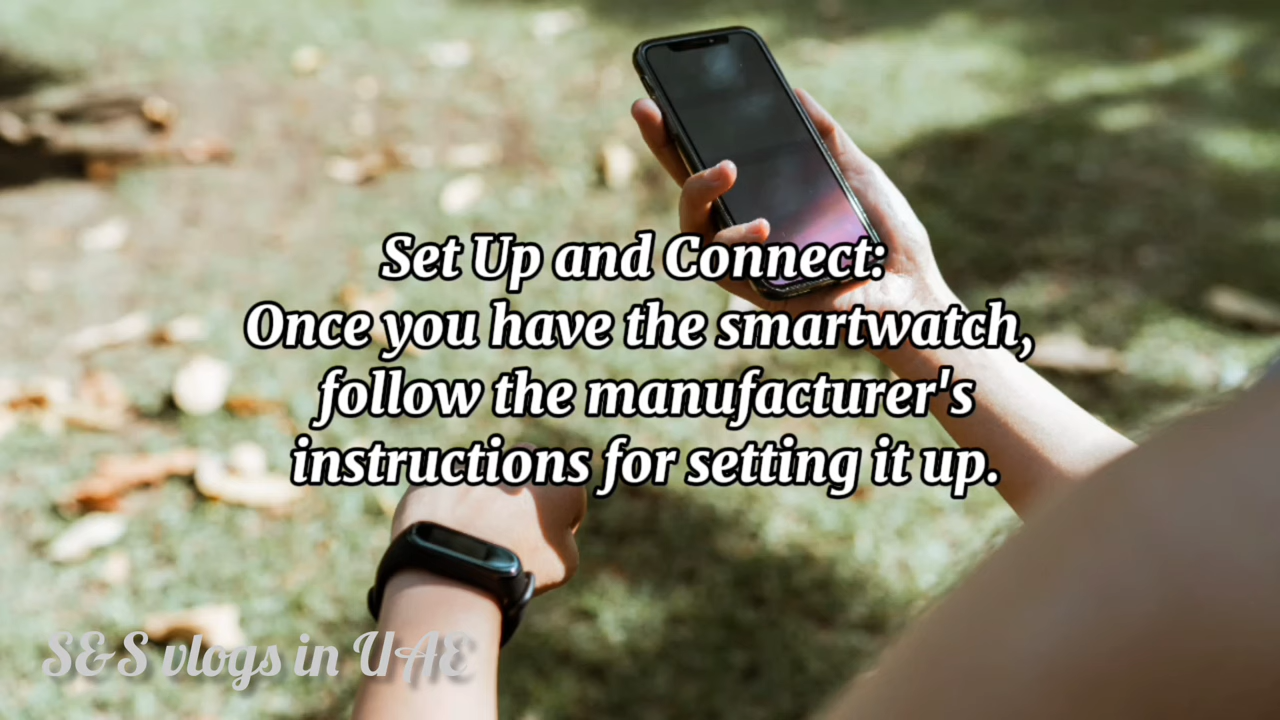 Set Up and Connect:
Once you have the smartwatch,
follow the manufacturer's
instructions for setting it up.
S&S vlogs in UAE